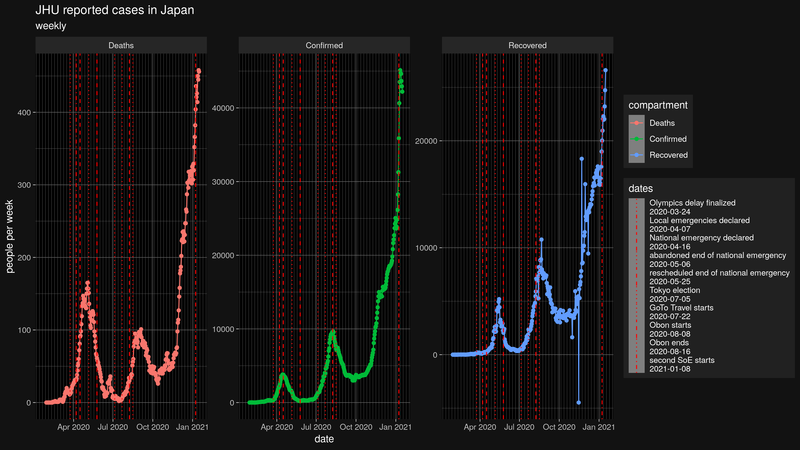 JHU reported cases in Japan
weekly
Deaths
Confirmed
Recovered
400
300
200
100
0
people per week
40000
30000
20000
10000
0
20000
10000
0
Apr 2020 Jul 2020 Oct 2020 Jan 2021
Apr 2020 Jul 2020 Oct 2020 Jan 2021
Apr 2020 Jul 2020 Oct 2020 Jan 2021
date
compartment
Deaths
Confirmed
Recovered
dates
Olympics delay finalized
2020-03-24
Local emergencies declared
2020-04-07
National emergency declared
2020-04-16
abandoned end of national emergency
2020-05-06
rescheduled end of national emergency
2020-05-25
Tokyo election
2020-07-05
GoTo Travel starts
2020-07-22
Obon starts
2020-08-08
Obon ends
2020-08-16
second SoE starts
2021-01-08